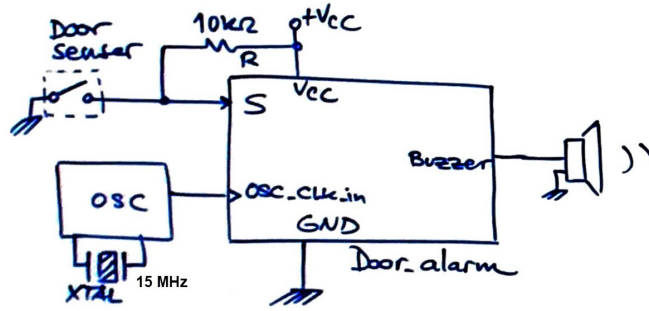 Door
sensor
10kΩ
R
+Vcc
Vcc
S
Buzzer
OSC
OSC_CLK_in
GND
Door_alarm
XTAL
15 MHz